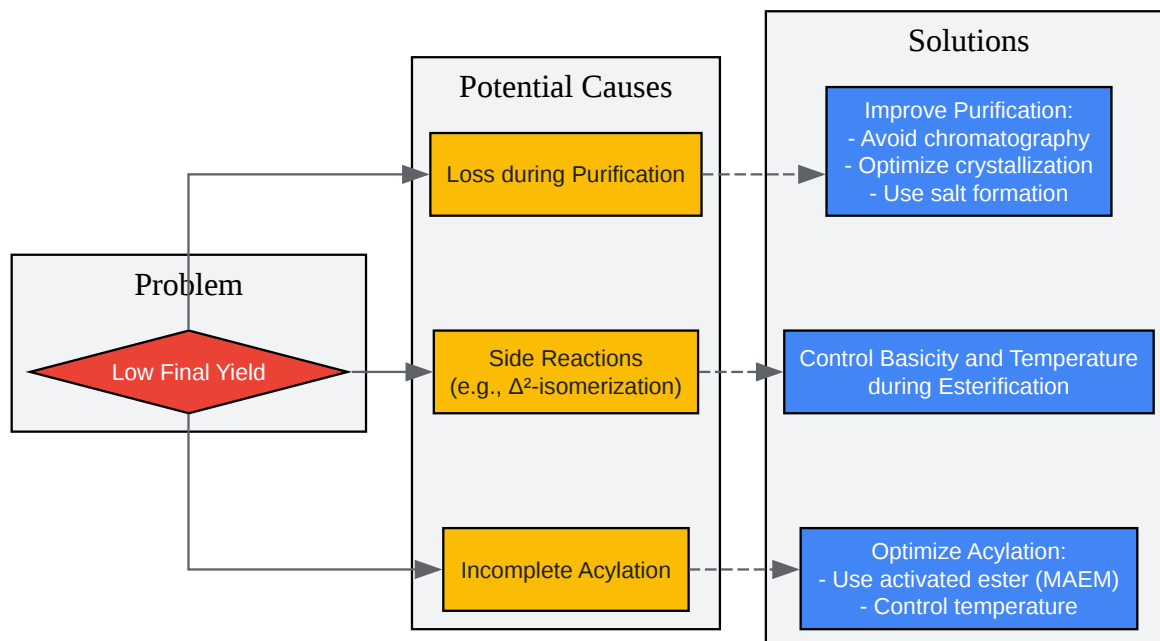 Problem
Low Final Yield
Potential Causes
Loss during Purification
Side Reactions
(e.g., Δ²-isomerization)
Incomplete Acylation
Solutions
Improve Purification:
- Avoid chromatography
- Optimize crystallization
- Use salt formation
Control Basicity and Temperature
during Esterification
Optimize Acylation:
- Use activated ester (MAEM)
- Control temperature